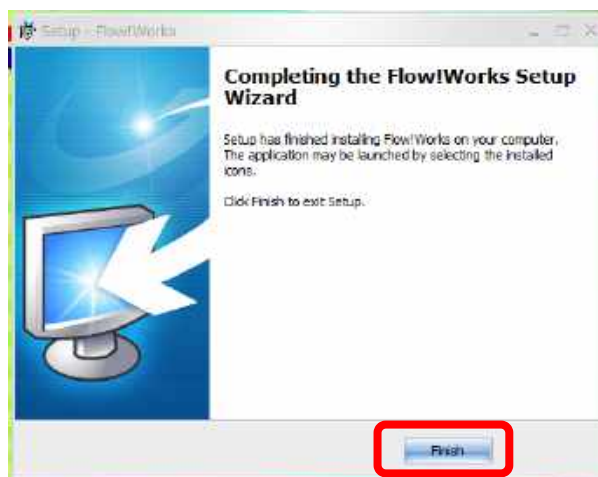 Setup - Flow!Works
Completing the Flow!Works Setup
Wizard
Setup has finished installing Flow!Works on your computer.
The application may be launched by selecting the installed
icons.
Click Finish to exit Setup.
Finish